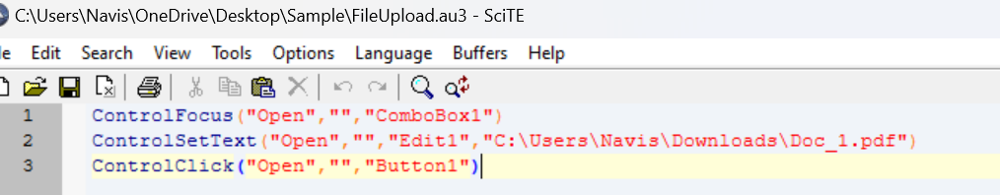 C:\Users\Navis\OneDrive\Desktop\Sample\FileUpload.au3 - SciTE
le Edit Search View Tools Options Language Buffers Help
1 ControlFocus("Open","","ComboBox1")
2 ControlSetText("Open","","Edit1","C:\Users\Navis\Downloads\Doc_1.pdf")
3 ControlClick("Open","","Button1")